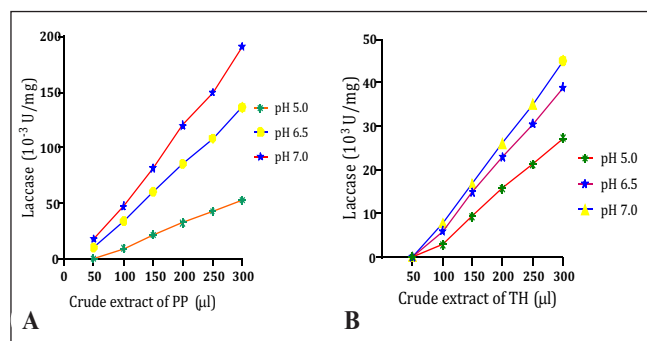 Laccase (10⁻³ U/mg)
200
150
100
50
0
0 50 100 150 200 250 300
Crude extract of PP (µl)
pH 5.0
pH 6.5
pH 7.0
A
Laccase (10³ U/mg)
50
40
30
20
10
0
50 100 150 200 250 300
Crude extract of TH (µl)
pH 5.0
pH 6.5
pH 7.0
B